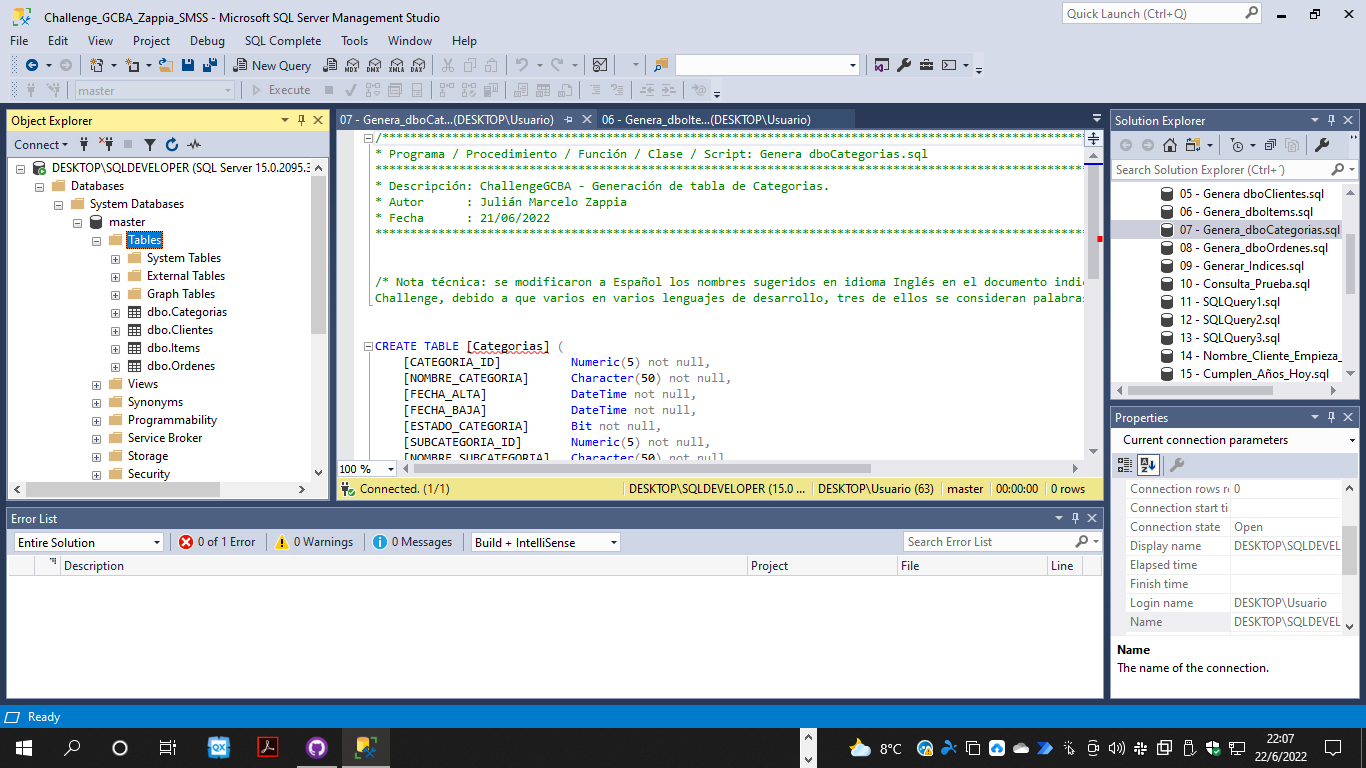 Challenge_GCBA_Zappia_SMSS - Microsoft SQL Server Management Studio
Quick Launch (Ctrl+Q)
File Edit View Project Debug SQL Complete Tools Window Help
New Query
MDX DMX XMLA DAX
master
Execute
Object Explorer
Connect
DESKTOP\SQLDEVELOPER (SQL Server 15.0.2095.3
Databases
System Databases
master
Tables
System Tables
External Tables
Graph Tables
dbo.Categorias
dbo.Clientes
dbo.Items
dbo.Ordenes
Views
Synonyms
Programmability
Service Broker
Storage
Security
07 - Genera_dboCat...(DESKTOP\Usuario)
06 - Genera_dboIte...(DESKTOP\Usuario)
/****************************************************************************************************
* Programa / Procedimiento / Función / Clase / Script: Genera dboCategorias.sql
****************************************************************************************************
* Descripción: ChallengeGCBA - Generación de tabla de Categorias.
* Autor : Julián Marcelo Zappia
* Fecha : 21/06/2022
****************************************************************************************************
/* Nota técnica: se modificaron a Español los nombres sugeridos en idioma Inglés en el documento indi
Challenge, debido a que varios en varios lenguajes de desarrollo, tres de ellos se consideran palabra
CREATE TABLE [Categorias] (
[CATEGORIA_ID] Numeric(5) not null,
[NOMBRE_CATEGORIA] Character(50) not null,
[FECHA_ALTA] DateTime not null,
[FECHA_BAJA] DateTime not null,
[ESTADO_CATEGORIA] Bit not null,
[SUBCATEGORIA_ID] Numeric(5) not null,
[NOMBRE_SUBCATEGORIA] Character(50) not null
100 %
Connected. (1/1)
DESKTOP\SQLDEVELOPER (15.0 ...
DESKTOP\Usuario (63)
master
00:00:00
0 rows
Solution Explorer
Search Solution Explorer (Ctrl+´)
05 - Genera dboClientes.sql
06 - Genera_dboItems.sql
07 - Genera_dboCategorias.sql
08 - Genera_dboOrdenes.sql
09 - Generar_Indices.sql
10 - Consulta_Prueba.sql
11 - SQLQuery1.sql
12 - SQLQuery2.sql
13 - SQLQuery3.sql
14 - Nombre_Cliente_Empieza_
15 - Cumplen_Años_Hoy.sql
Properties
Current connection parameters
Connection rows r 0
Connection start ti
Connection state Open
Display name DESKTOP\SQLDEVEL
Elapsed time
Finish time
Login name DESKTOP\Usuario
Name DESKTOP\SQLDEVEL
Name
The name of the connection.
Error List
Entire Solution
0 of 1 Error
0 Warnings
0 Messages
Build + IntelliSense
Search Error List
Description Project File Line
Ready
QX
8°C
22:07
22/6/2022